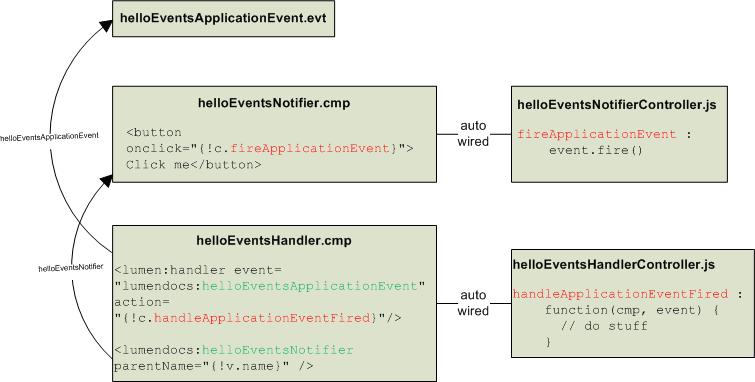 helloEventsApplicationEvent.evt
helloEventsNotifier.cmp
<button
onclick="{!c.fireApplicationEvent}">
Click me</button>
auto
wired
helloEventsNotifierController.js
fireApplicationEvent :
event.fire()
helloEventsApplicationEvent
helloEventsNotifier
helloEventsHandler.cmp
<lumen:handler event=
"lumendocs:helloEventsApplicationEvent"
action=
"{!c.handleApplicationEventFired}"/>
<lumendocs:helloEventsNotifier
parentName="{!v.name}" />
auto
wired
helloEventsHandlerController.js
handleApplicationEventFired :
function(cmp, event) {
// do stuff
}